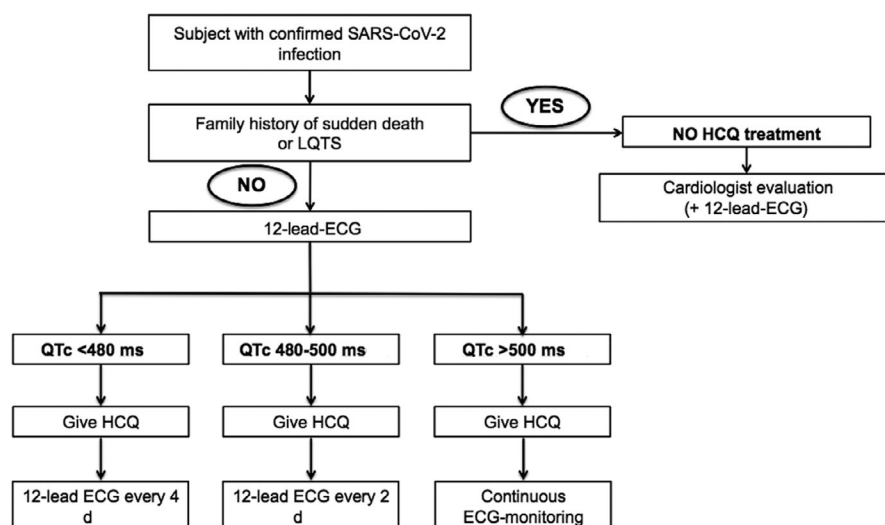 Subject with confirmed SARS-CoV-2
infection
Family history of sudden death
or LQTS
YES
NO HCQ treatment
Cardiologist evaluation
(+ 12-lead-ECG)
NO
12-lead-ECG
QTc <480 ms
QTc 480-500 ms
QTc >500 ms
Give HCQ
Give HCQ
Give HCQ
12-lead ECG every 4
d
12-lead ECG every 2
d
Continuous
ECG-monitoring